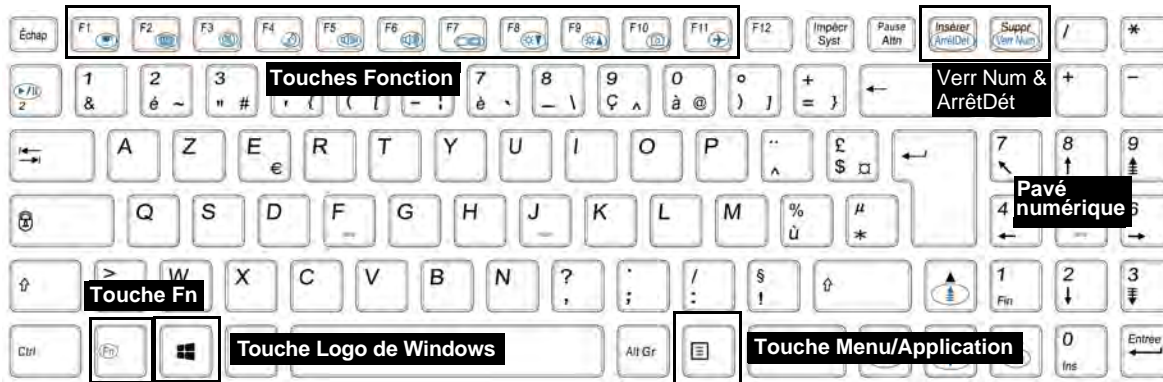 Échap F1 F2 F3 F4 F5 F6 F7 F8 F9 F10 F11 F12 Impécr Syst Pause Attn Insérer ArrêtDét Suppr Verr Num / *
Touches Fonction
Verr Num & ArrêtDét
2 1 & 2 é ~ 3 " # ' { ( [ - | 7 è ` 8 _ \ 9 Ç ^ 0 à @ ° ) ] + = } ← + -
A Z E € R T Y U I O P ¨ ^ £ $ ¤ 7 8 ↑ 9
Pavé numérique
Q S D F G H J K L M % ù µ * 4 ← 6 →
⇧ > W X C V B N ? , . ; / : § ! ⇧ 1 Fin 2 ↓ 3
Touche Fn
Ctrl Fn Touche Logo de Windows Alt Gr Touche Menu/Application 0 Ins Entrée